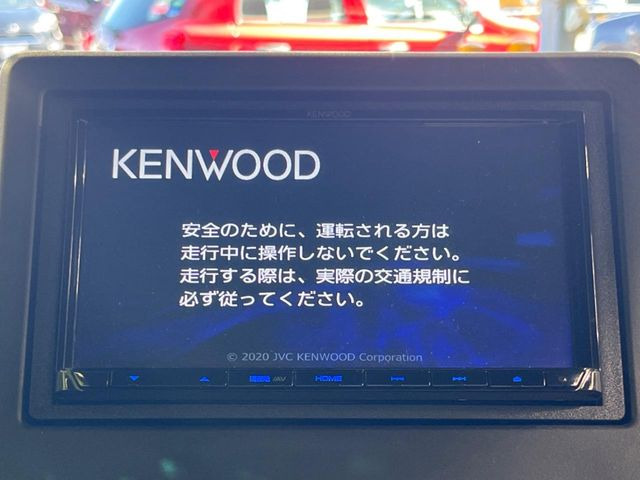 KENWOOD
KENWOOD
安全のために、運転される方は
走行中に操作しないでください。
走行する際は、実際の交通規制に
必ず従ってください。
© 2020 JVC KENWOOD Corporation
/AV
HOME